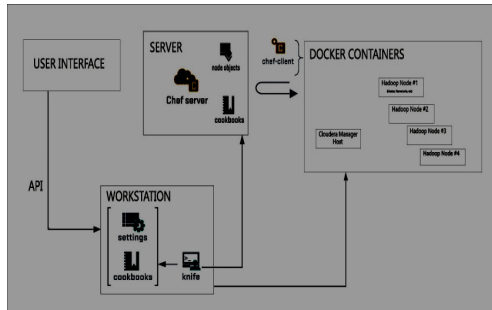 USER INTERFACE
SERVER
node objects
Chef server
cookbooks
chef-client
DOCKER CONTAINERS
Hadoop Node #1
Hadoop Node #2
Hadoop Node #3
Hadoop Node #4
Cloudera Manager
Host
API
WORKSTATION
settings
cookbooks
knife